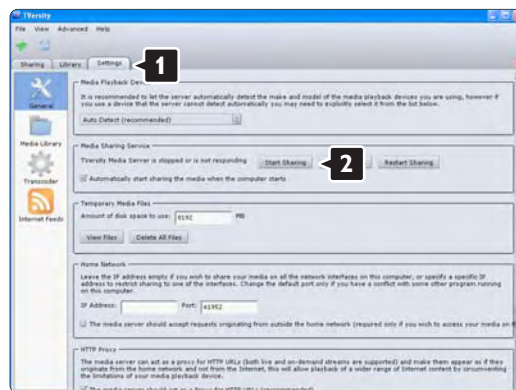 TVersity
File View Advanced Help
Sharing Library Settings
1
Media Playback Dev
It is recommended to let the server automatically detect the make and model of the media playback devices you are using, however if
you use a device that the server cannot detect automatically you may need to explicitly select it from the list below.
General
Auto Detect (recommended)
Media Library
Media Sharing Service
TVersity Media Server is stopped or is not responding Start Sharing 2 Restart Sharing
Transcoder
Automatically start sharing the media when the computer starts
Internet Feeds
Temporary Media Files
Amount of disk space to use: 8192 MB
View Files Delete All Files
Home Network
Leave the IP address empty if you wish to share your media on all the network interfaces on this computer, or specify a specific IP
address to restrict sharing to one of the interfaces. Change the default port only if you have a conflict with some other program running
on this computer.
IP Address: Port: 41952
The media server should accept requests originating from outside the home network (required only if you wish to access your media on
HTTP Proxy
The media server can act as a proxy for HTTP URLs (both live and on-demand streams are supported) and make them appear as if they
originate from the home network and not from the Internet, this will allow playback of a wider range of Internet content by circumventing
the limitations of your media playback device.